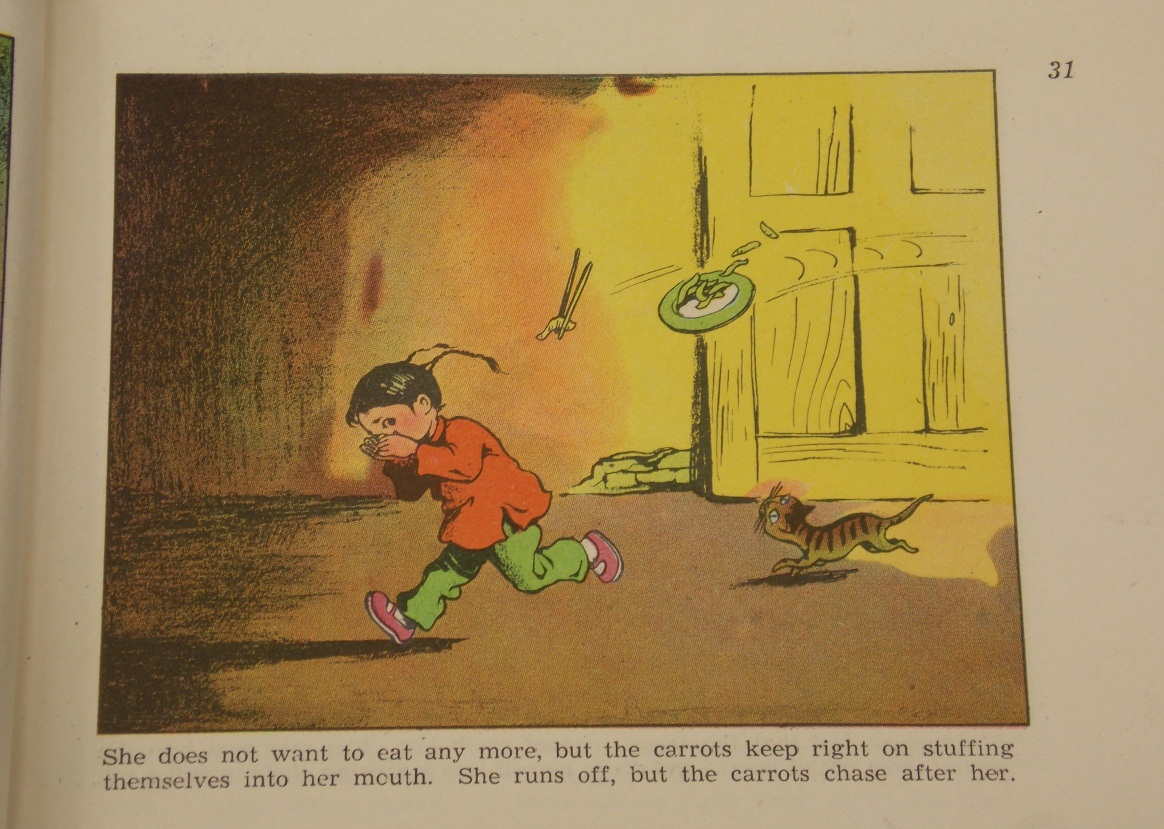 31
She does not want to eat any more, but the carrots keep right on stuffing
themselves into her mouth. She runs off, but the carrots chase after her.